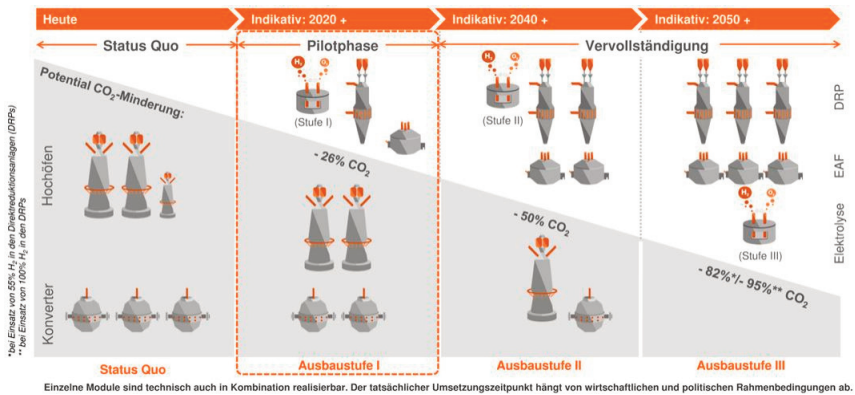 Heute
Indikativ: 2020 +
Indikativ: 2040 +
Indikativ: 2050 +
Status Quo
Pilotphase
Vervollständigung
Potential CO₂-Minderung:
H₂
O₂
(Stufe I)
- 26% CO₂
H₂
(Stufe II)
- 50% CO₂
H₂
O₂
(Stufe III)
- 82%*/- 95%** CO₂
Hochöfen
Konverter
DRP
EAF
Elektrolyse
*bei Einsatz von 55% H₂ in den Direktreduktionsanlagen (DRPs)
** bei Einsatz von 100% H₂ in den DRPs
Status Quo
Ausbaustufe I
Ausbaustufe II
Ausbaustufe III
Einzelne Module sind technisch auch in Kombination realisierbar. Der tatsächlicher Umsetzungszeitpunkt hängt von wirtschaftlichen und politischen Rahmenbedingungen ab.